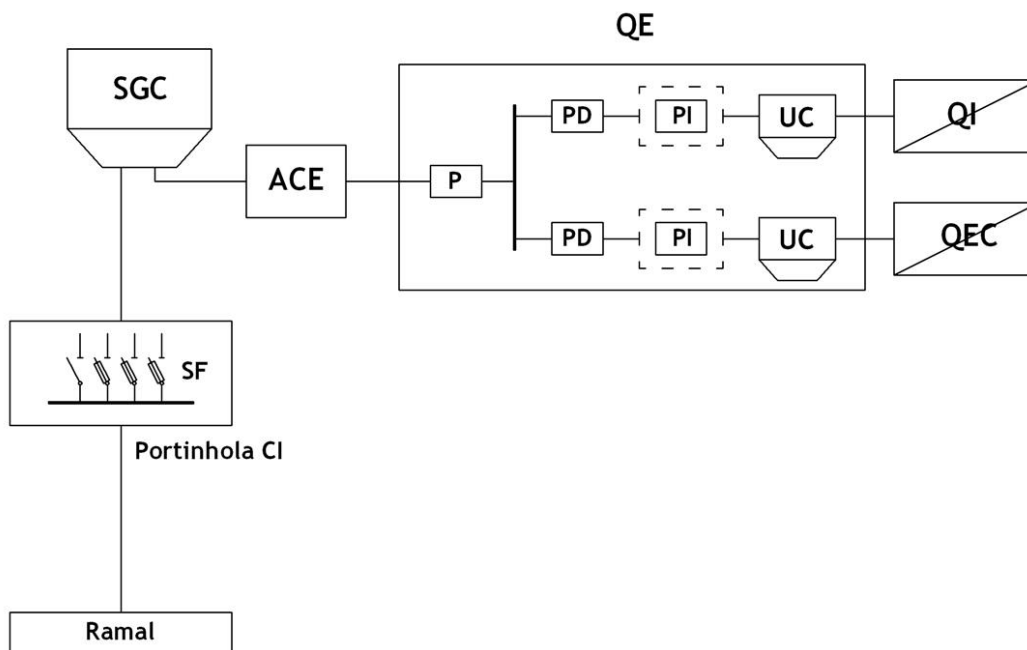 QE
SGC
PD
PI
UC
QI
ACE
P
PD
PI
UC
QEC
SF
Portinhola CI
Ramal